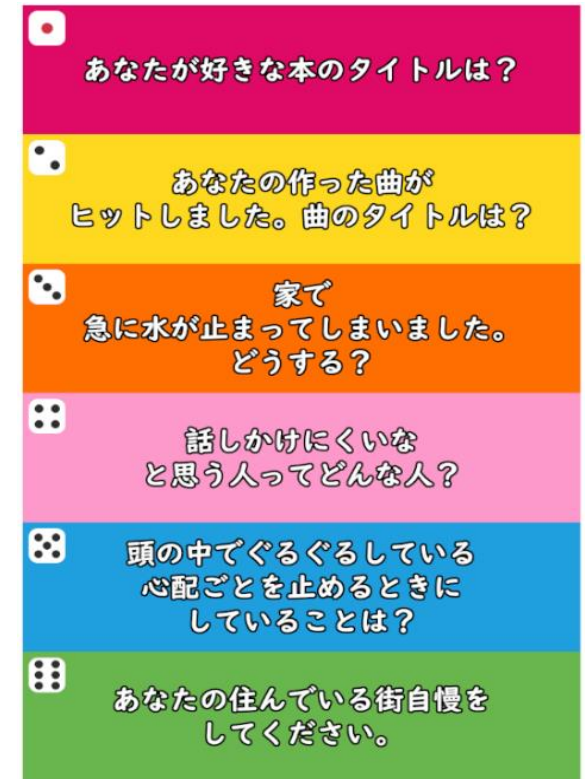 あなたが好きな本のタイトルは？
あなたの作った曲が
ヒットしました。曲のタイトルは？
家で
急に水が止まってしまいました。
どうする？
話しかけにくいな
と思う人ってどんな人？
頭の中でぐるぐるしている
心配ごとを止めるときに
していることは？
あなたの住んでいる街自慢を
してください。